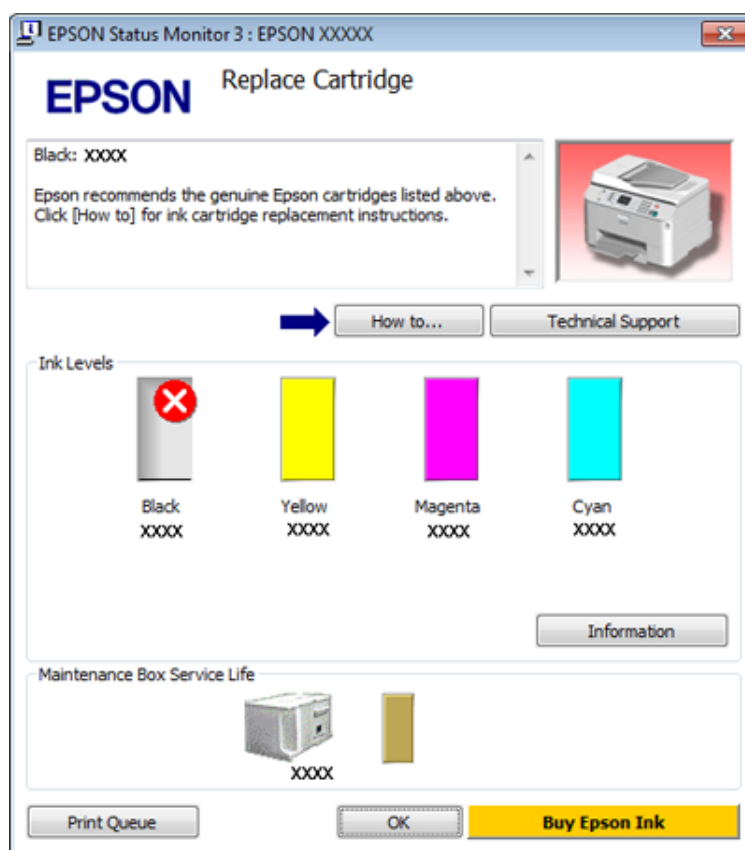 EPSON Status Monitor 3 : EPSON XXXXX
EPSON
Replace Cartridge
Black: XXXX
Epson recommends the genuine Epson cartridges listed above.
Click [How to] for ink cartridge replacement instructions.
How to...
Technical Support
Ink Levels
Black
Yellow
Magenta
Cyan
XXXX
XXXX
XXXX
XXXX
Information
Maintenance Box Service Life
XXXX
Print Queue
OK
Buy Epson Ink